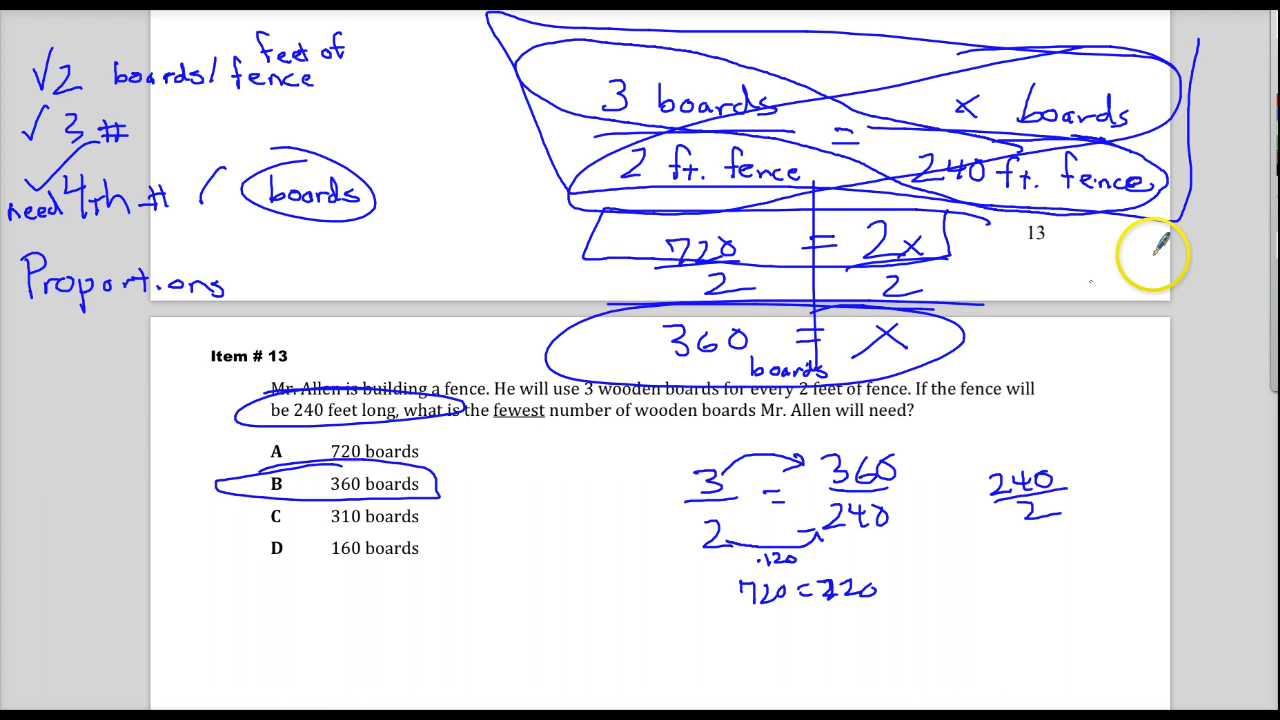 √2 boards/ feet of
fence
√ 3 #
need 4th # ( boards
Proportions
3 boards = x boards
2 ft. fence 240 ft. fence
720 = 2x
2 2
360 = x
boards
13
Item # 13
Mr. Allen is building a fence. He will use 3 wooden boards for every 2 feet of fence. If the fence will
be 240 feet long, what is the fewest number of wooden boards Mr. Allen will need?
A 720 boards
B 360 boards
C 310 boards
D 160 boards
3 = 360
2 240
·120
720 = 720
240
2